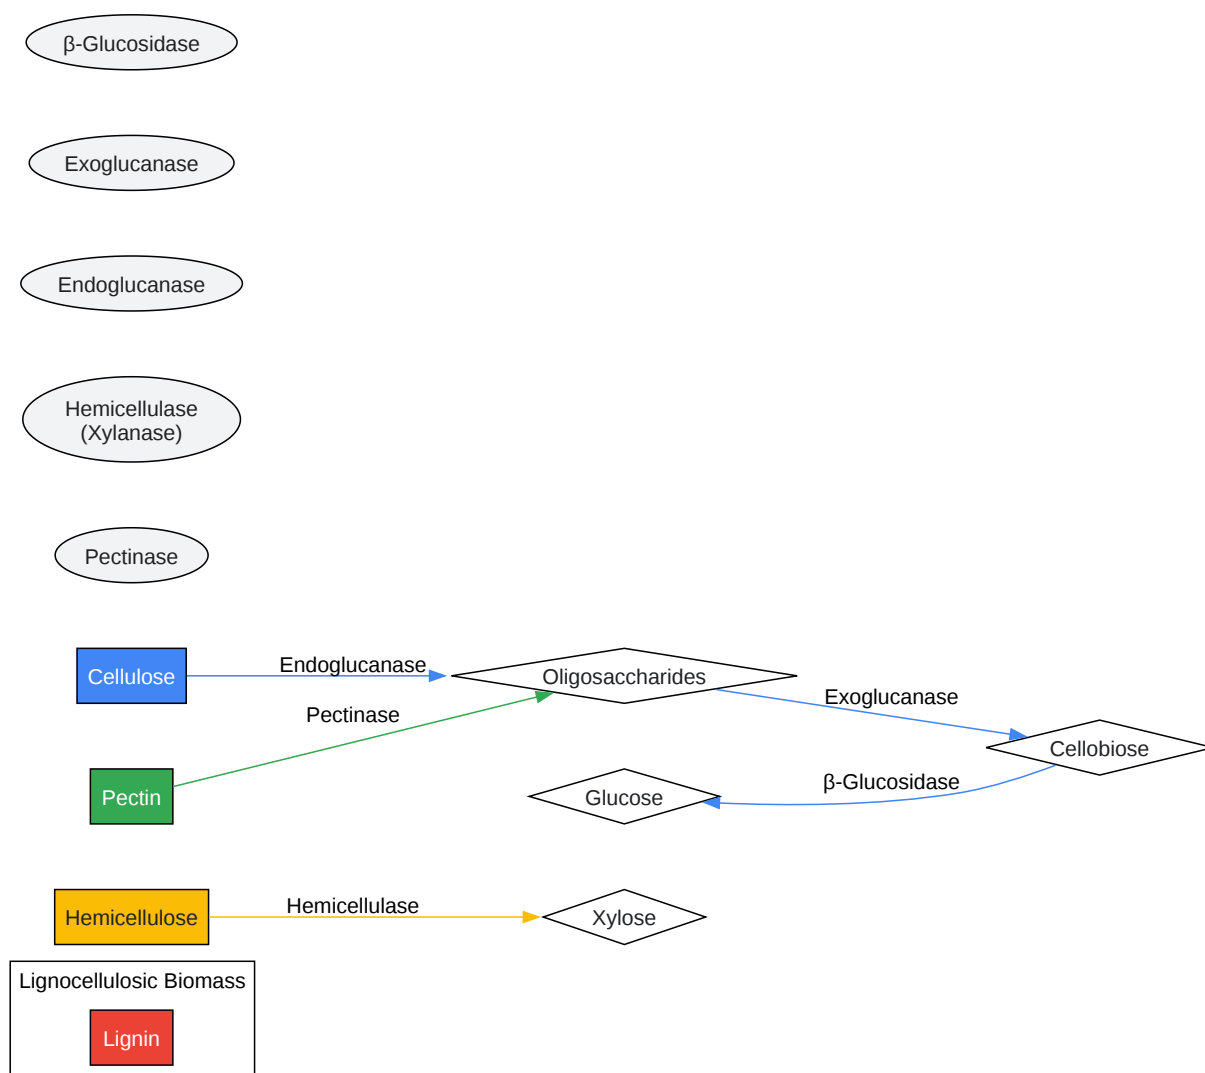 β-Glucosidase
Exoglucanase
Endoglucanase
Hemicellulase
(Xylanase)
Pectinase
Cellulose
Endoglucanase
Oligosaccharides
Exoglucanase
Pectinase
Cellobiose
β-Glucosidase
Pectin
Glucose
Hemicellulose
Hemicellulase
Xylose
Lignocellulosic Biomass
Lignin